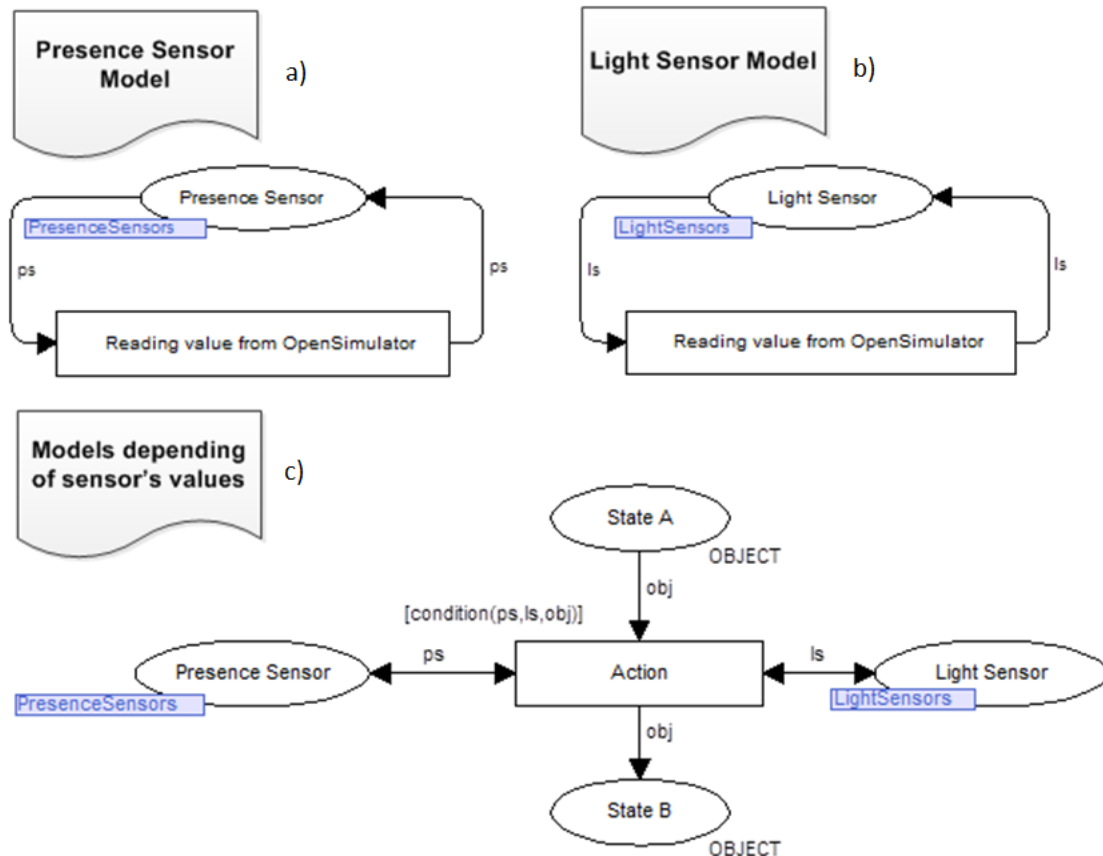 Presence Sensor
Model
a)
Presence Sensor
PresenceSensors
ps
ps
Reading value from OpenSimulator
Light Sensor Model
b)
Light Sensor
LightSensors
ls
ls
Reading value from OpenSimulator
Models depending
of sensor's values
c)
State A
OBJECT
obj
[condition(ps,ls,obj)]
Presence Sensor
PresenceSensors
ps
Action
ls
Light Sensor
LightSensors
obj
State B
OBJECT